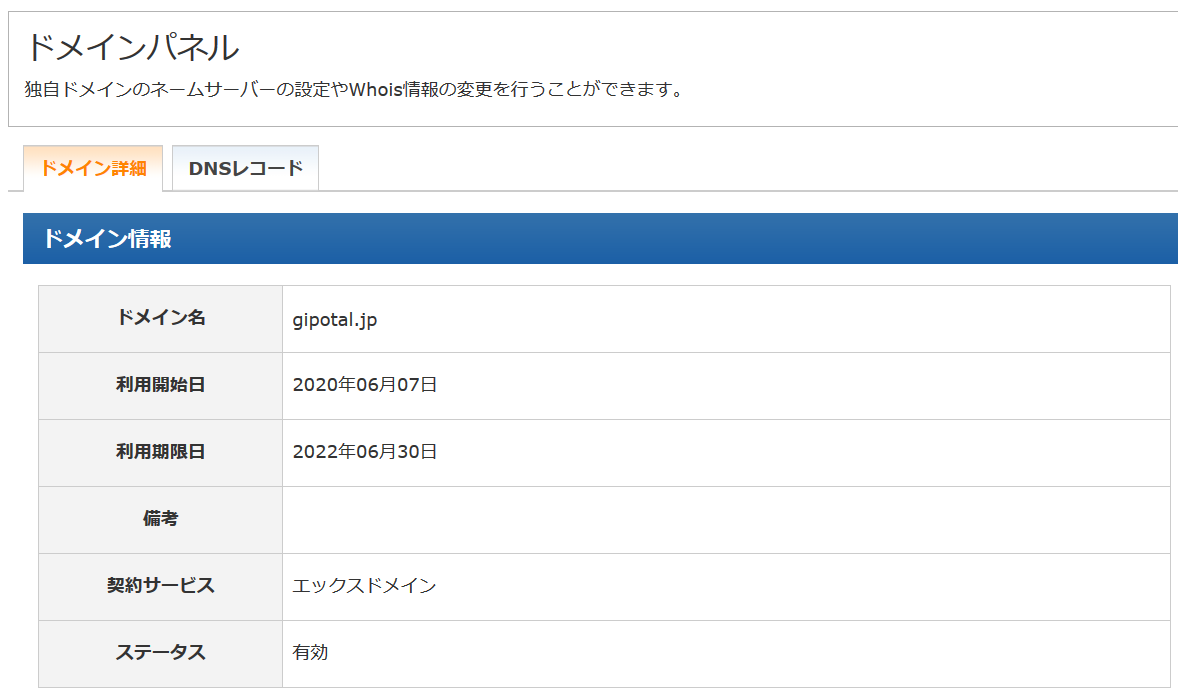 ドメインパネル
独自ドメインのネームサーバーの設定やWhois情報の変更を行うことができます。
ドメイン詳細 DNSレコード
ドメイン情報
ドメイン名 gipotal.jp
利用開始日 2020年06月07日
利用期限日 2022年06月30日
備考
契約サービス エックスドメイン
ステータス 有効